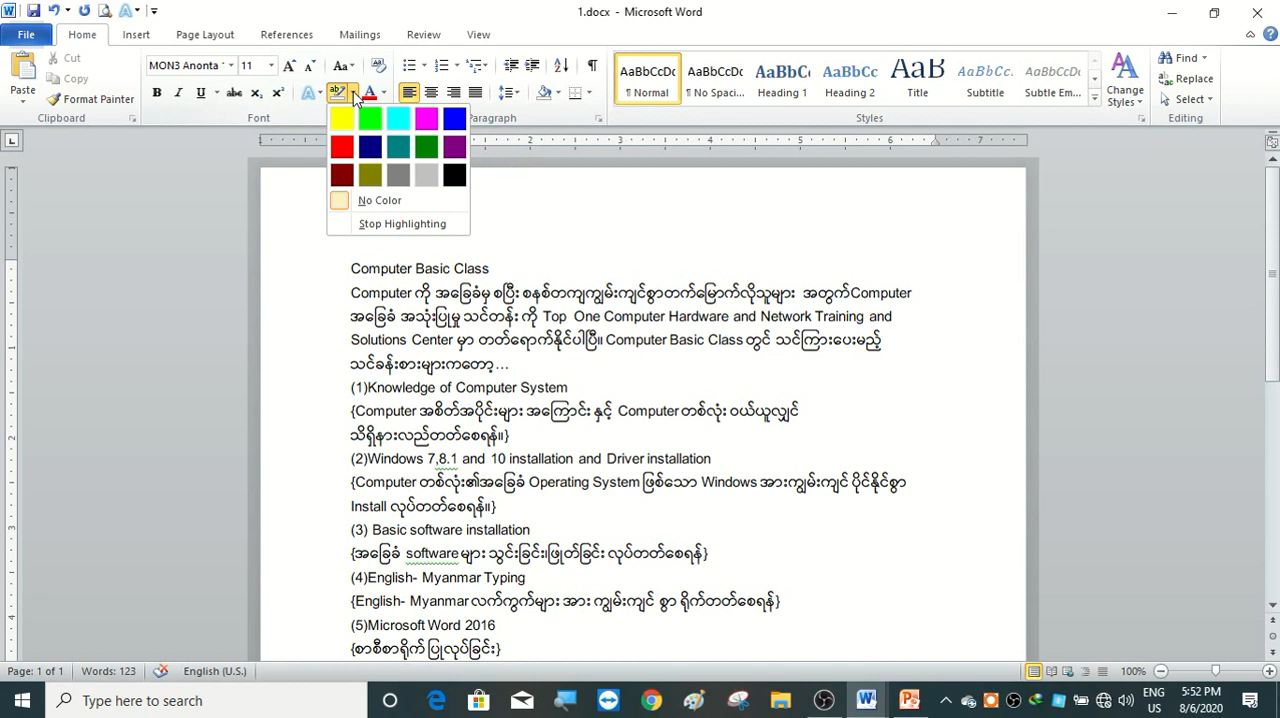 1.docx - Microsoft Word
File Home Insert Page Layout References Mailings Review View
Paste
Cut
Copy
Format Painter
Clipboard
MON3 Anonta 11
Font
Paragraph
AaBbCcDc AaBbCcDc AaBbCc AaBbCc AaB AaBbCc. AaBbCcDc
¶ Normal ¶ No Spaci... Heading 1 Heading 2 Title Subtitle Subtle Em...
Styles
Change Styles
Find
Replace
Select
Editing
No Color
Stop Highlighting
1 2 3 4 5 6 7
Computer Basic Class
Computer ကို အခြေခံမှ စပြီး စနစ်တကျကျွမ်းကျင်စွာတက်မြောက်လိုသူများ အတွက်Computer
အခြေခံ အသုံးပြုမှု သင်တန်း ကို Top One Computer Hardware and Network Training and
Solutions Center မှာ တတ်ရောက်နိုင်ပါပြီ။ Computer Basic Class တွင် သင်ကြားပေးမည့်
သင်ခန်းစားများကတော့...
(1)Knowledge of Computer System
{Computer အစိတ်အပိုင်းများ အကြောင်း နှင့် Computer တစ်လုံး ဝယ်ယူလျှင်
သိရှိနားလည်တတ်စေရန်။}
(2)Windows 7,8.1 and 10 installation and Driver installation
{Computer တစ်လုံး၏အခြေခံ Operating System ဖြစ်သော Windows အားကျွမ်းကျင် ပိုင်နိုင်စွာ
Install လုပ်တတ်စေရန်။}
(3) Basic software installation
{အခြေခံ software များ သွင်းခြင်း၊ဖြုတ်ခြင်း လုပ်တတ်စေရန်}
(4)English- Myanmar Typing
{English- Myanmar လက်ကွက်များ အား ကျွမ်းကျင် စွာ ရိုက်တတ်စေရန်}
(5)Microsoft Word 2016
{စာစီစာရိုက် ပြုလုပ်ခြင်း}
Page: 1 of 1 Words: 123 English (U.S.) 100%
Type here to search
ENG US
5:52 PM
8/6/2020